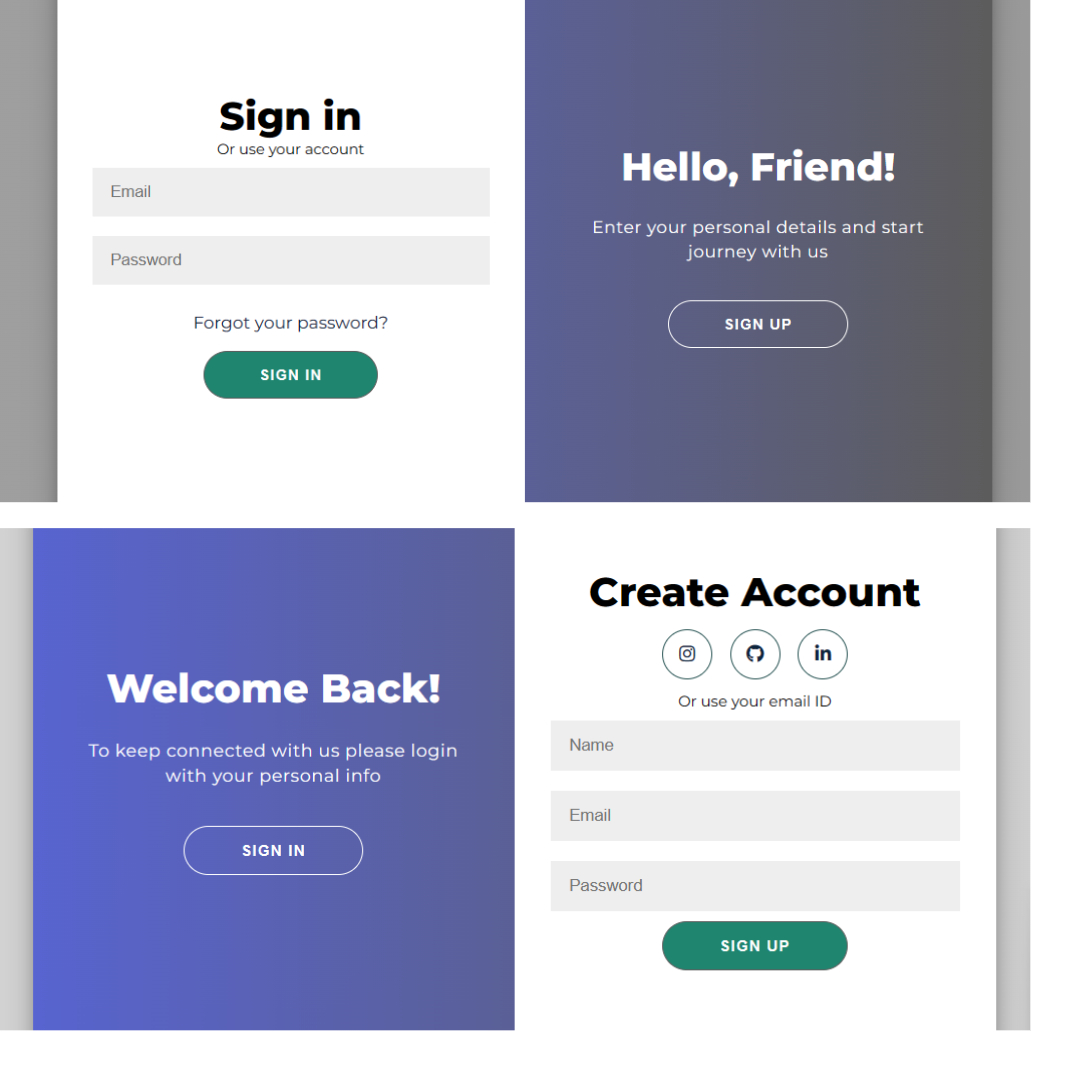 Sign in
Or use your account
Email
Password
Forgot your password?
SIGN IN
Hello, Friend!
Enter your personal details and start
journey with us
SIGN UP
Welcome Back!
To keep connected with us please login
with your personal info
SIGN IN
Create Account
Or use your email ID
Name
Email
Password
SIGN UP